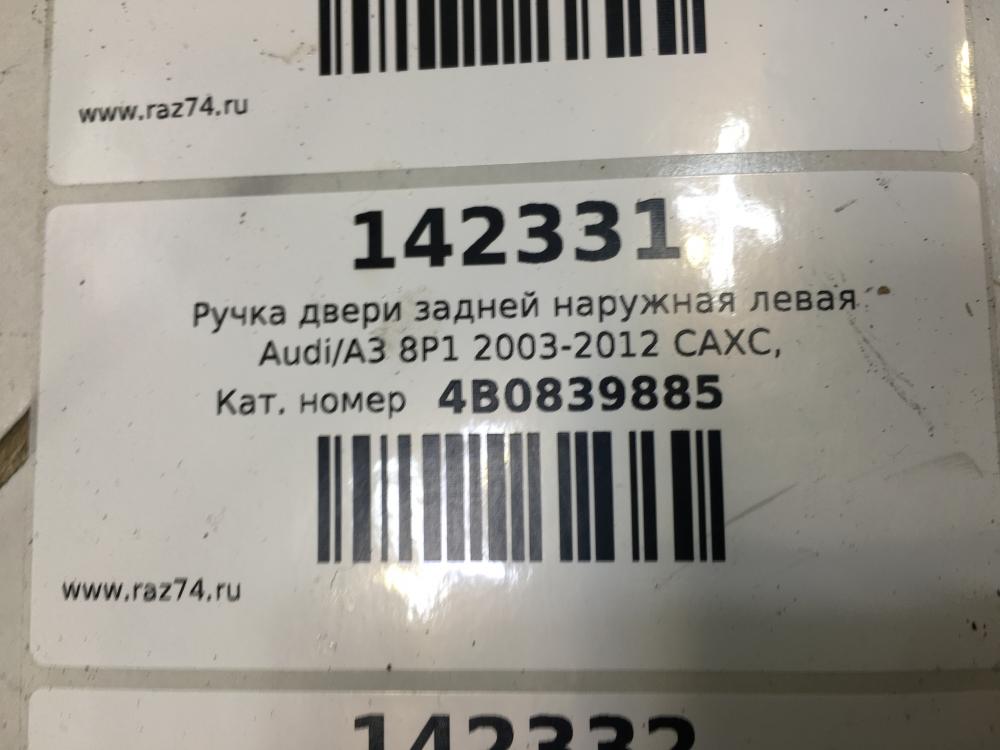 www.raz74.ru
142331
Ручка двери задней наружная левая
Audi/A3 8P1 2003-2012 CAXC,
Кат. номер 4B0839885
www.raz74.ru
142332